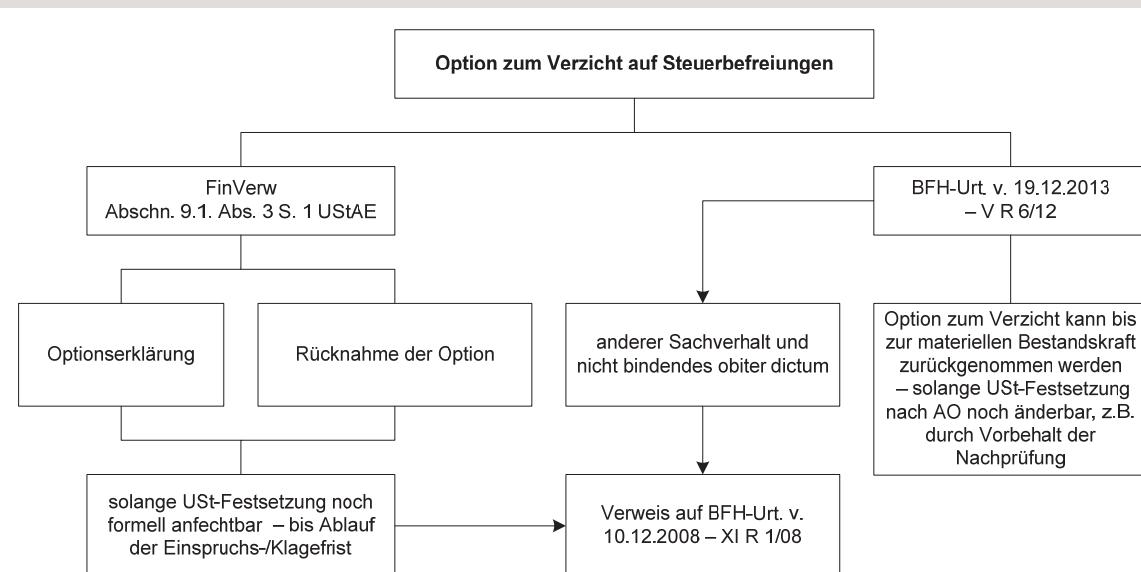 Option zum Verzicht auf Steuerbefreiungen
FinVerw
Abschn. 9.1. Abs. 3 S. 1 UStAE
BFH-Urt. v. 19.12.2013
– V R 6/12
Optionserklärung
Rücknahme der Option
anderer Sachverhalt und
nicht bindendes obiter dictum
Option zum Verzicht kann bis
zur materiellen Bestandskraft
zurückgenommen werden
– solange USt-Festsetzung
nach AO noch änderbar, z.B.
durch Vorbehalt der
Nachprüfung
solange USt-Festsetzung noch
formell anfechtbar – bis Ablauf
der Einspruchs-/Klagefrist
Verweis auf BFH-Urt. v.
10.12.2008 – XI R 1/08